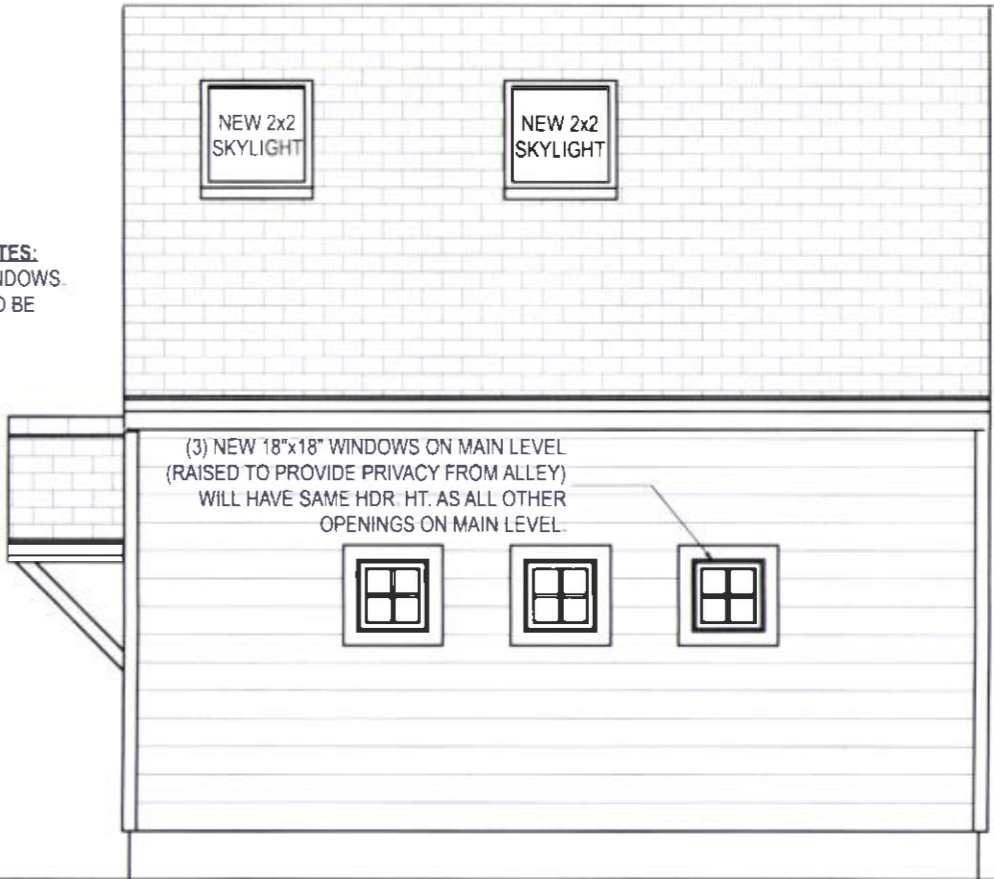 NEW 2x2
SKYLIGHT
NEW 2x2
SKYLIGHT
TES:
NDOWS.
O BE
(3) NEW 18"x18" WINDOWS ON MAIN LEVEL
(RAISED TO PROVIDE PRIVACY FROM ALLEY)
WILL HAVE SAME HDR. HT. AS ALL OTHER
OPENINGS ON MAIN LEVEL.